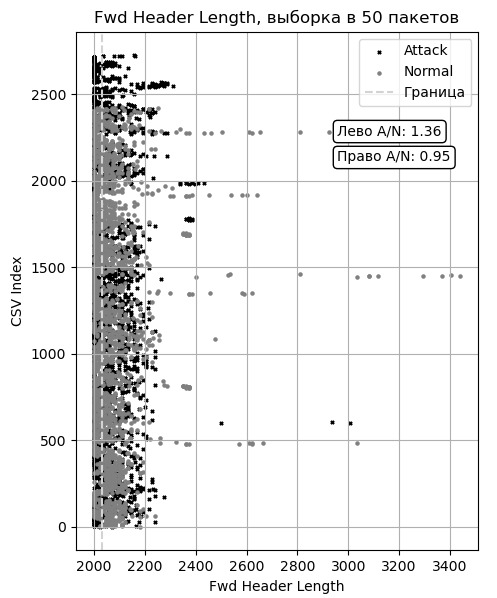 Fwd Header Length, выборка в 50 пакетов
Attack
Normal
Граница
Лево A/N: 1.36
Право A/N: 0.95
CSV Index
2500
2000
1500
1000
500
0
2000 2200 2400 2600 2800 3000 3200 3400
Fwd Header Length